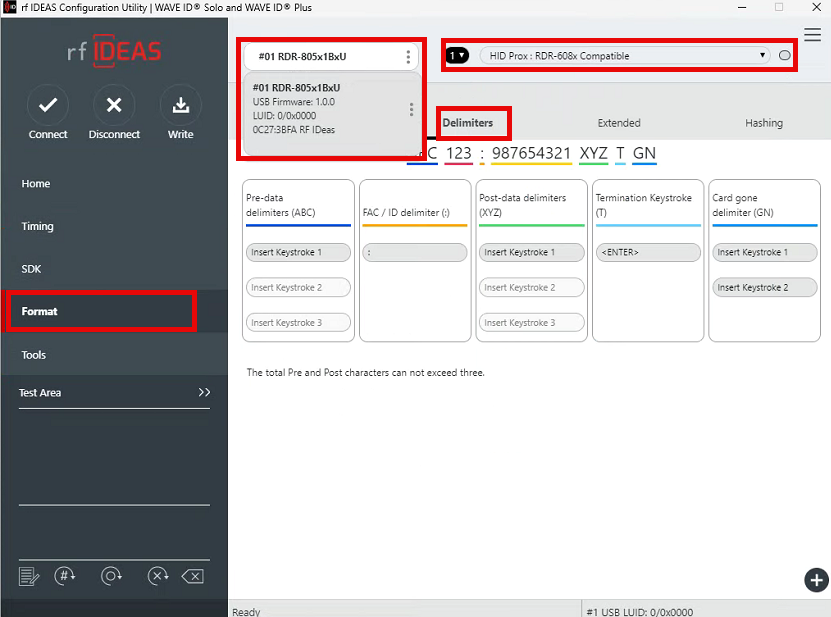 rf IDEAS Configuration Utility | WAVE ID® Solo and WAVE ID® Plus
rf IDEAS
Connect
Disconnect
Write
Home
Timing
SDK
Format
Tools
Test Area
#01 RDR-805x1BxU
#01 RDR-805x1BxU
USB Firmware: 1.0.0
LUID: 0/0x0000
0C27:3BFA RF IDeas
1
HID Prox : RDR-608x Compatible
Delimiters
Extended
Hashing
C 123 : 987654321 XYZ T GN
Pre-data
delimiters (ABC)
Insert Keystroke 1
Insert Keystroke 2
Insert Keystroke 3
FAC / ID delimiter (:)
:
Post-data delimiters
(XYZ)
Insert Keystroke 1
Insert Keystroke 2
Insert Keystroke 3
Termination Keystroke
(T)
<ENTER>
Card gone
delimiter (GN)
Insert Keystroke 1
Insert Keystroke 2
The total Pre and Post characters can not exceed three.
Ready
#1 USB LUID: 0/0x0000